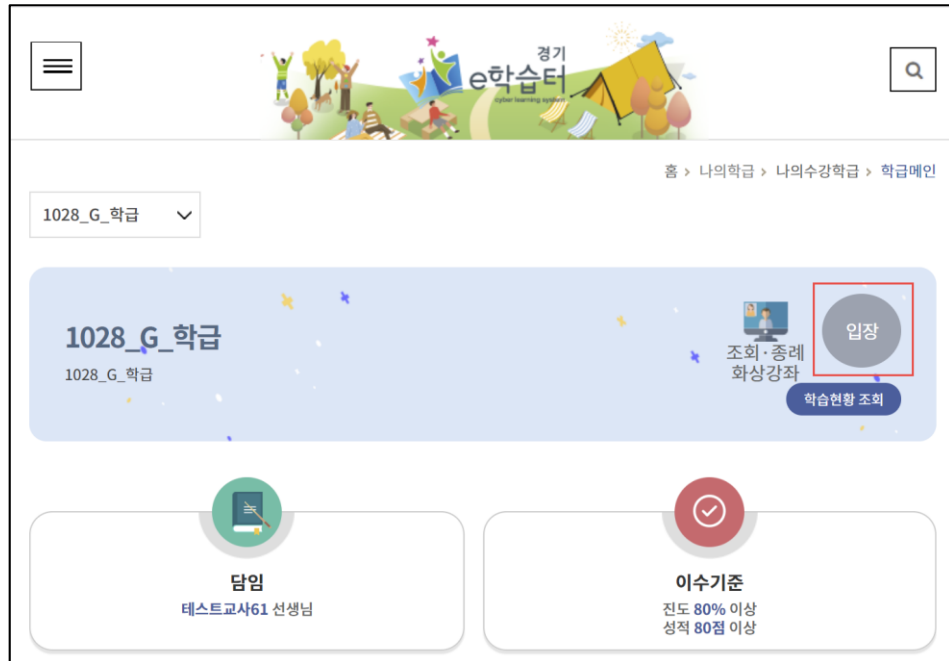 경기
e학습터
cyber learning system
홈 > 나의학급 > 나의수강학급 > 학급메인
1028_G_학급
1028_G_학급
1028_G_학급
조회·종례
화상강좌
입장
학습현황 조회
담임
테스트교사61 선생님
이수기준
진도 80% 이상
성적 80점 이상